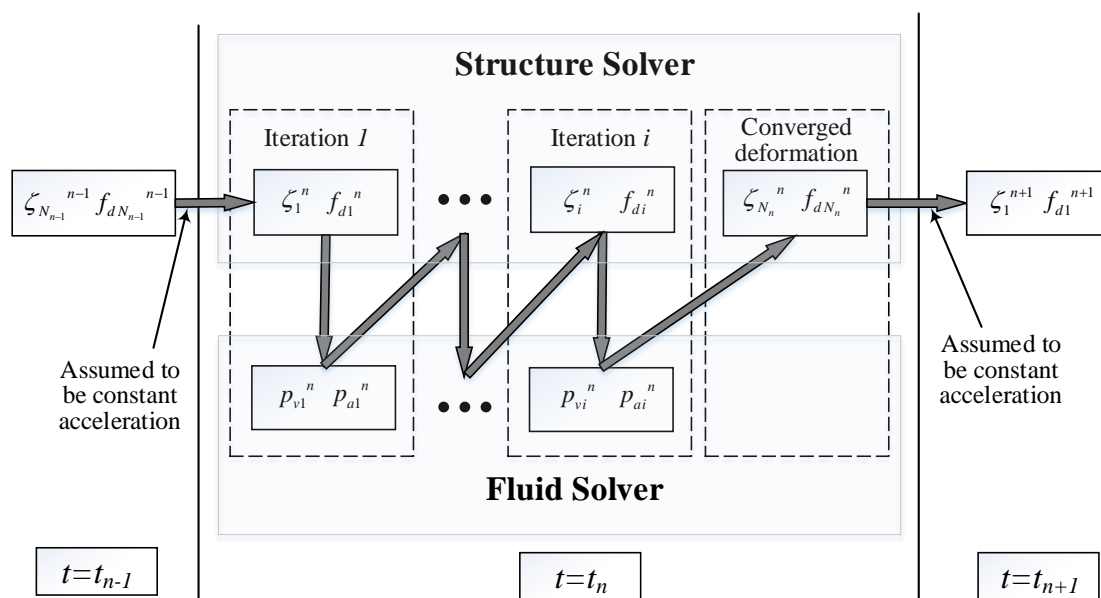 Structure Solver
Iteration 1
Iteration i
Converged
deformation
ζ_{N_{n-1}}^{n-1} f_{dN_{n-1}}^{n-1}
ζ_1^n f_{d1}^n
•••
ζ_i^n f_{di}^n
ζ_{N_n}^n f_{dN_n}^n
ζ_1^{n+1} f_{d1}^{n+1}
Assumed to
be constant
acceleration
p_{v1}^n p_{a1}^n
•••
p_{vi}^n p_{ai}^n
Assumed to
be constant
acceleration
Fluid Solver
t=t_{n-1}
t=t_n
t=t_{n+1}